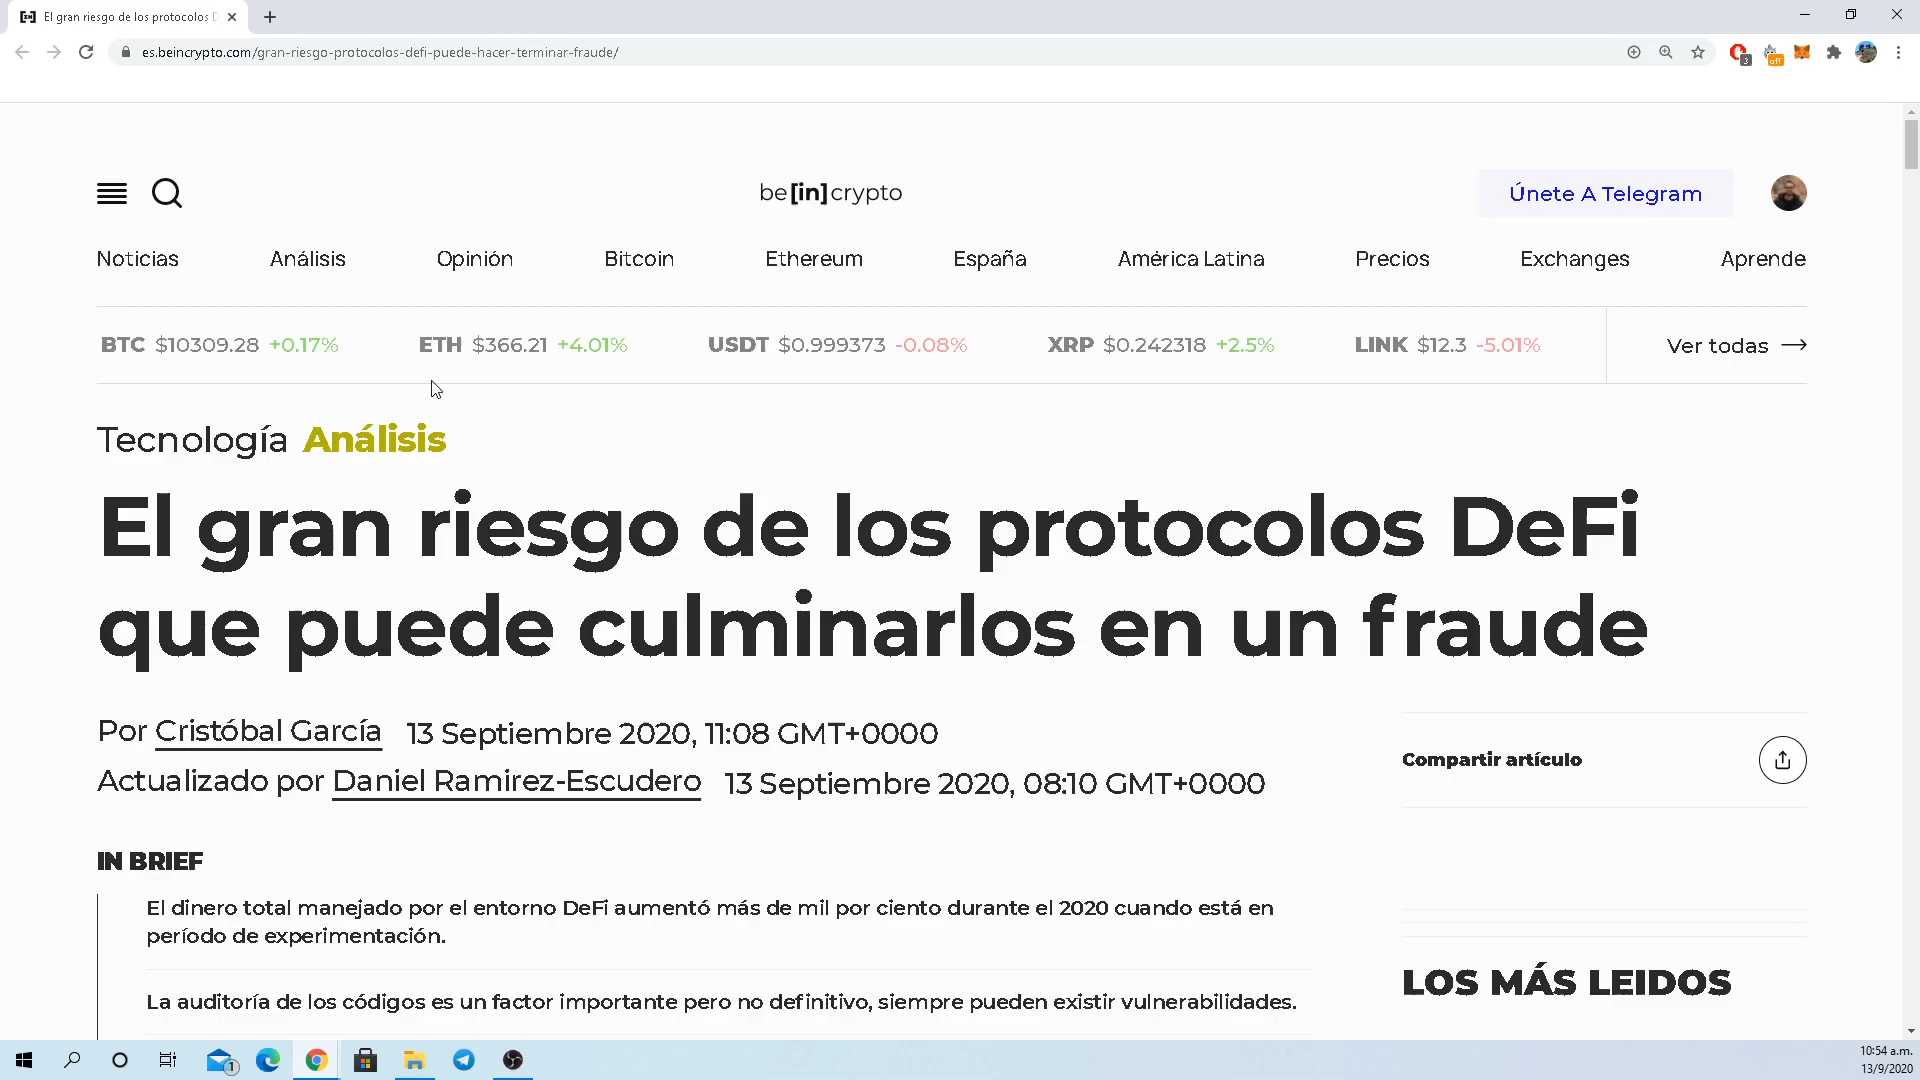 El gran riesgo de los protocolos D
es.beincrypto.com/gran-riesgo-protocolos-defi-puede-hacer-terminar-fraude/
3
off
be[in]crypto
Únete A Telegram
Noticias Análisis Opinión Bitcoin Ethereum España América Latina Precios Exchanges Aprende
BTC $10309.28 +0.17% ETH $366.21 +4.01% USDT $0.999373 -0.08% XRP $0.242318 +2.5% LINK $12.3 -5.01% Ver todas
Tecnología Análisis
El gran riesgo de los protocolos DeFi
que puede culminarlos en un fraude
Por Cristóbal García 13 Septiembre 2020, 11:08 GMT+0000
Compartir artículo
Actualizado por Daniel Ramirez-Escudero 13 Septiembre 2020, 08:10 GMT+0000
IN BRIEF
El dinero total manejado por el entorno DeFi aumentó más de mil por ciento durante el 2020 cuando está en
período de experimentación.
LOS MÁS LEIDOS
La auditoría de los códigos es un factor importante pero no definitivo, siempre pueden existir vulnerabilidades.
1
10:54 a.m.
13/9/2020